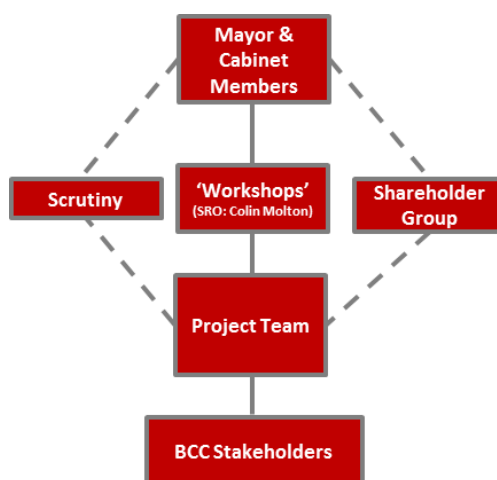 Mayor &
Cabinet
Members
Scrutiny
‘Workshops’
(SRO: Colin Molton)
Shareholder
Group
Project Team
BCC Stakeholders